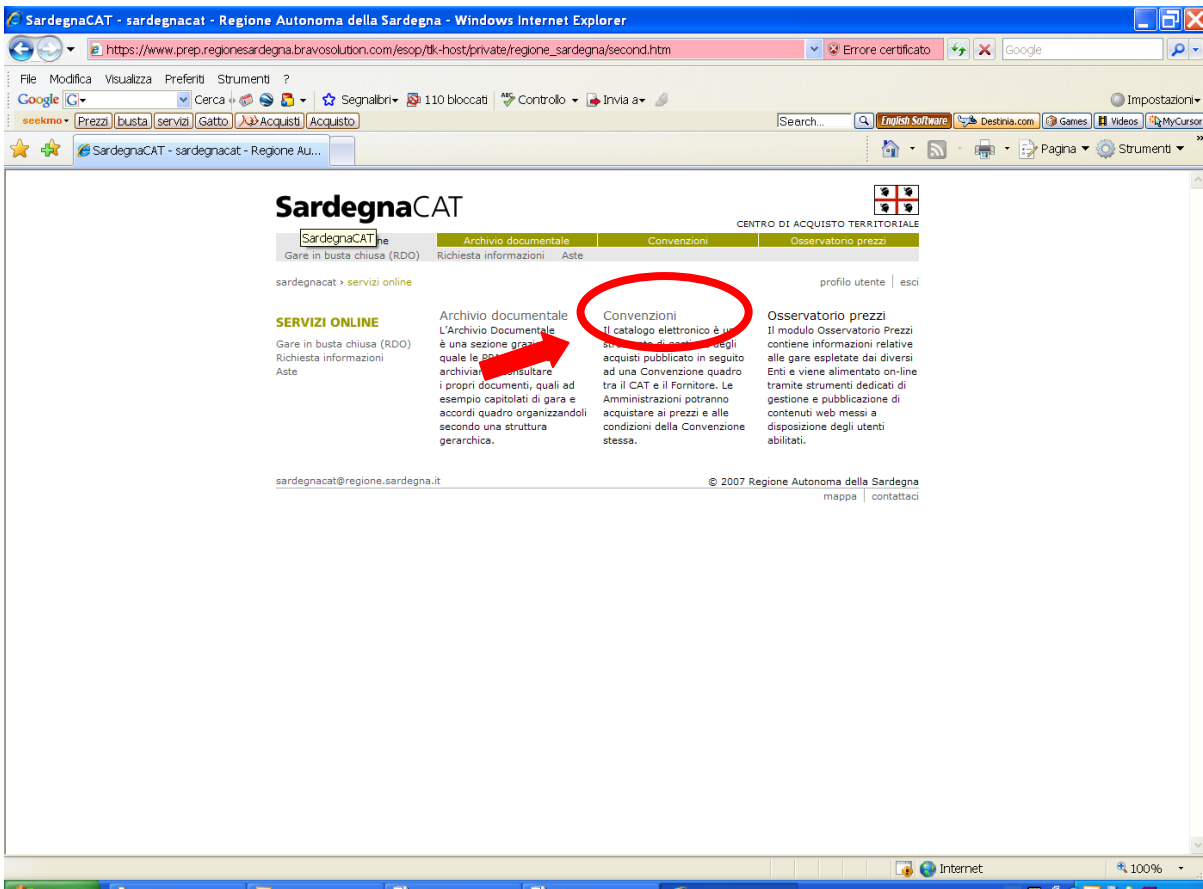 SardegnaCAT - sardegnacat - Regione Autonoma della Sardegna - Windows Internet Explorer
https://www.prep.regionesardegna.bravosolution.com/esop/tlk-host/private/regione_sardegna/second.htm
Errore certificato
Google
File Modifica Visualizza Preferiti Strumenti ?
Google G Cerca Segnalibri 110 bloccati Controllo Invia a Impostazioni
seekmo Prezzi busta servizi Gatto Acquisti Acquisto Search... English Software Destinia.com Games Videos MyCursor
SardegnaCAT - sardegnacat - Regione Au... Pagina Strumenti »
SardegnaCAT
CENTRO DI ACQUISTO TERRITORIALE
SardegnaCAT
Archivio documentale Convenzioni Osservatorio prezzi
Gare in busta chiusa (RDO) Richiesta informazioni Aste
sardegnacat › servizi online profilo utente | esci
SERVIZI ONLINE
Gare in busta chiusa (RDO)
Richiesta informazioni
Aste
Archivio documentale
L'Archivio Documentale
è una sezione
quale le
consultare
i propri documenti, quali ad
esempio capitolati di gara e
accordi quadro organizzandoli
secondo una struttura
gerarchica.
Convenzioni
Il catalogo elettronico è
di degli
acquisti pubblicato in seguito
ad una Convenzione quadro
tra il CAT e il Fornitore. Le
Amministrazioni potranno
acquistare ai prezzi e alle
condizioni della Convenzione
stessa.
Osservatorio prezzi
Il modulo Osservatorio Prezzi
contiene informazioni relative
alle gare espletate dai diversi
Enti e viene alimentato on-line
tramite strumenti dedicati di
gestione e pubblicazione di
contenuti web messi a
disposizione degli utenti
abilitati.
sardegnacat@regione.sardegna.it © 2007 Regione Autonoma della Sardegna
mappa | contattaci
Internet 100%